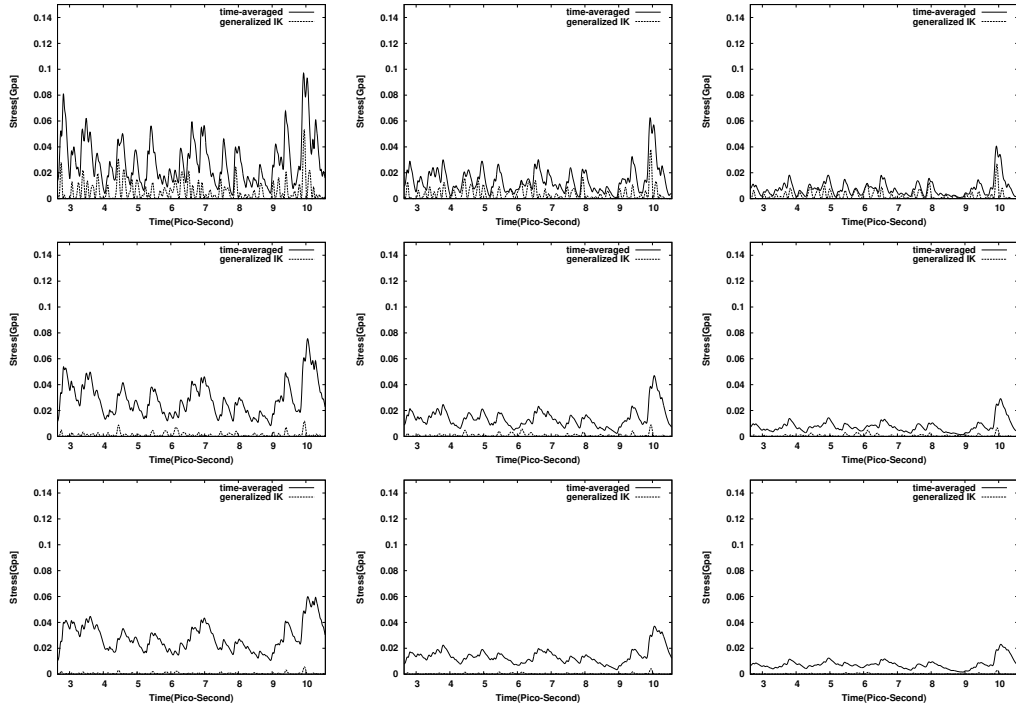 time-averaged
generalized IK
Stress[Gpa]
0.14
0.12
0.1
0.08
0.06
0.04
0.02
0
3 4 5 6 7 8 9 10
Time(Pico-Second)
time-averaged
generalized IK
Stress[Gpa]
0.14
0.12
0.1
0.08
0.06
0.04
0.02
0
3 4 5 6 7 8 9 10
Time(Pico-Second)
time-averaged
generalized IK
Stress[Gpa]
0.14
0.12
0.1
0.08
0.06
0.04
0.02
0
3 4 5 6 7 8 9 10
Time(Pico-Second)
time-averaged
generalized IK
Stress[Gpa]
0.14
0.12
0.1
0.08
0.06
0.04
0.02
0
3 4 5 6 7 8 9 10
Time(Pico-Second)
time-averaged
generalized IK
Stress[Gpa]
0.14
0.12
0.1
0.08
0.06
0.04
0.02
0
3 4 5 6 7 8 9 10
Time(Pico-Second)
time-averaged
generalized IK
Stress[Gpa]
0.14
0.12
0.1
0.08
0.06
0.04
0.02
0
3 4 5 6 7 8 9 10
Time(Pico-Second)
time-averaged
generalized IK
Stress[Gpa]
0.14
0.12
0.1
0.08
0.06
0.04
0.02
0
3 4 5 6 7 8 9 10
Time(Pico-Second)
time-averaged
generalized IK
Stress[Gpa]
0.14
0.12
0.1
0.08
0.06
0.04
0.02
0
3 4 5 6 7 8 9 10
Time(Pico-Second)
time-averaged
generalized IK
Stress[Gpa]
0.14
0.12
0.1
0.08
0.06
0.04
0.02
0
3 4 5 6 7 8 9 10
Time(Pico-Second)